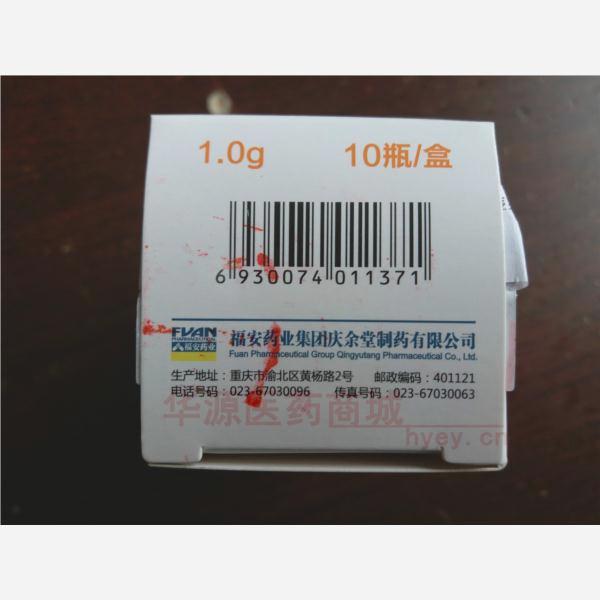 1.0g 10瓶/盒
6 930074 011371
FUAN
PHARMACEUTICAL
福安药业
福安药业集团庆余堂制药有限公司
Fuan Pharmaceutical Group Qingyutang Pharmaceutical Co., Ltd.
生产地址：重庆市渝北区黄杨路2号 邮政编码：401121
电话号码：023-67030096 传真号码：023-67030063
华源医药商城
hyey.cn